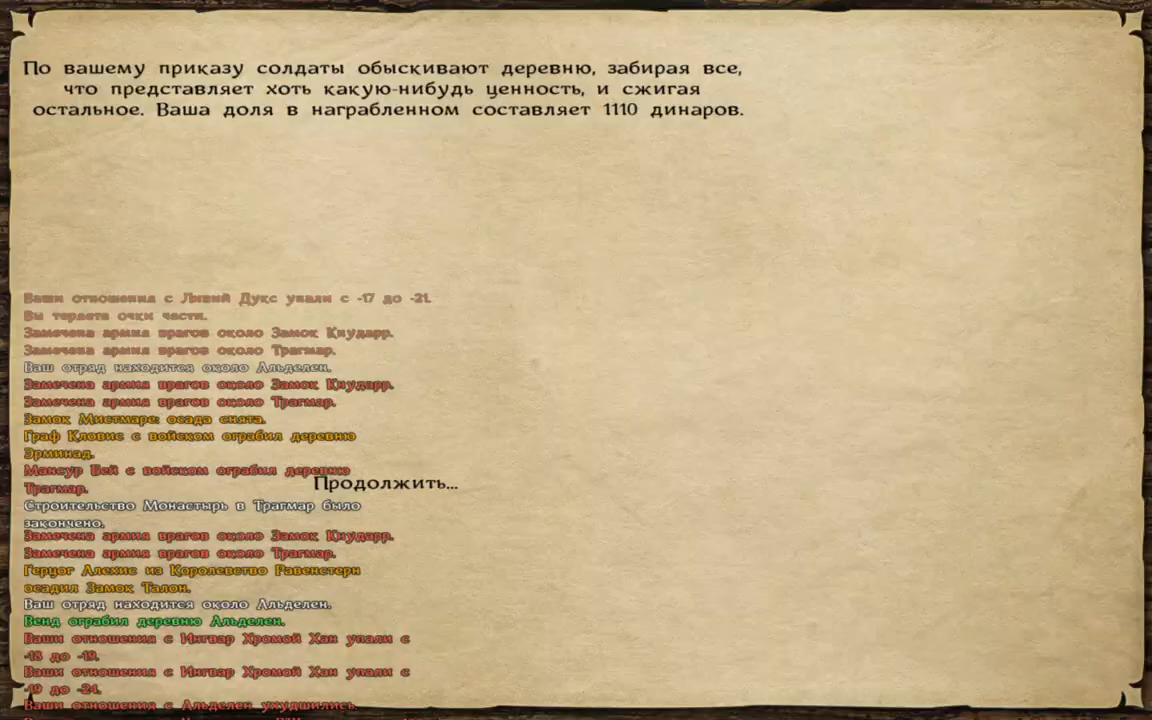 По вашему приказу солдаты обыскивают деревню, забирая все,
что представляет хоть какую-нибудь ценность, и сжигая
остальное. Ваша доля в награбленном составляет 1110 динаров.
Ваши отношения с Ливий Дукс упали с -17 до -21.
Вы теряете очки чести.
Замечена армия врагов около Замок Кнударр.
Замечена армия врагов около Трагмар.
Ваш отряд находится около Альделен.
Замечена армия врагов около Замок Кнударр.
Замечена армия врагов около Трагмар.
Замок Мистмаре: осада снята.
Граф Кловис с войском ограбил деревню
Эрминад.
Мансур Бей с войском ограбил деревню
Трагмар.
Продолжить...
Строительство Монастырь в Трагмар было
закончено.
Замечена армия врагов около Замок Кнударр.
Замечена армия врагов около Трагмар.
Герцог Алехис из Королевство Равенстерн
осадил Замок Талон.
Ваш отряд находится около Альделен.
Венд ограбил деревню Альделен.
Ваши отношения с Ингвар Хромой Хан упали с
-18 до -19.
Ваши отношения с Ингвар Хромой Хан упали с
-19 до -24.
Ваши отношения с Альделен ухудшились.